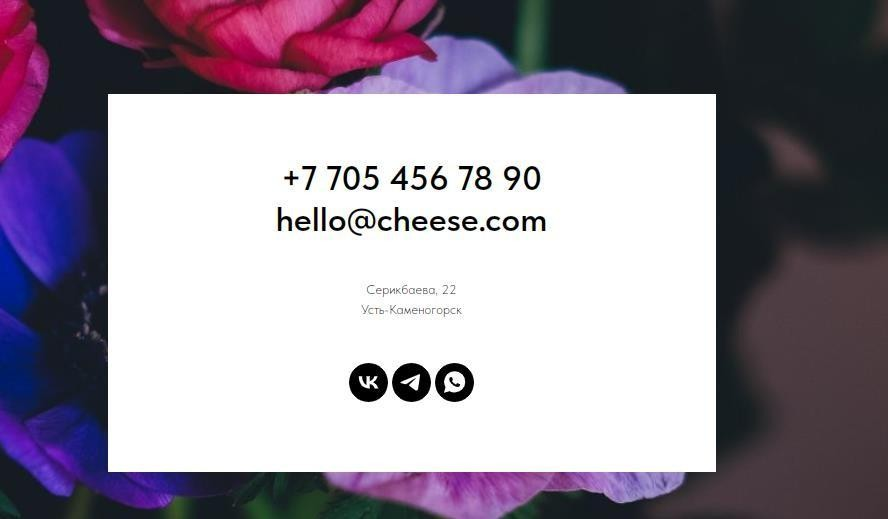 +7 705 456 78 90
hello@cheese.com
Серикбаева, 22
Усть-Каменогорск